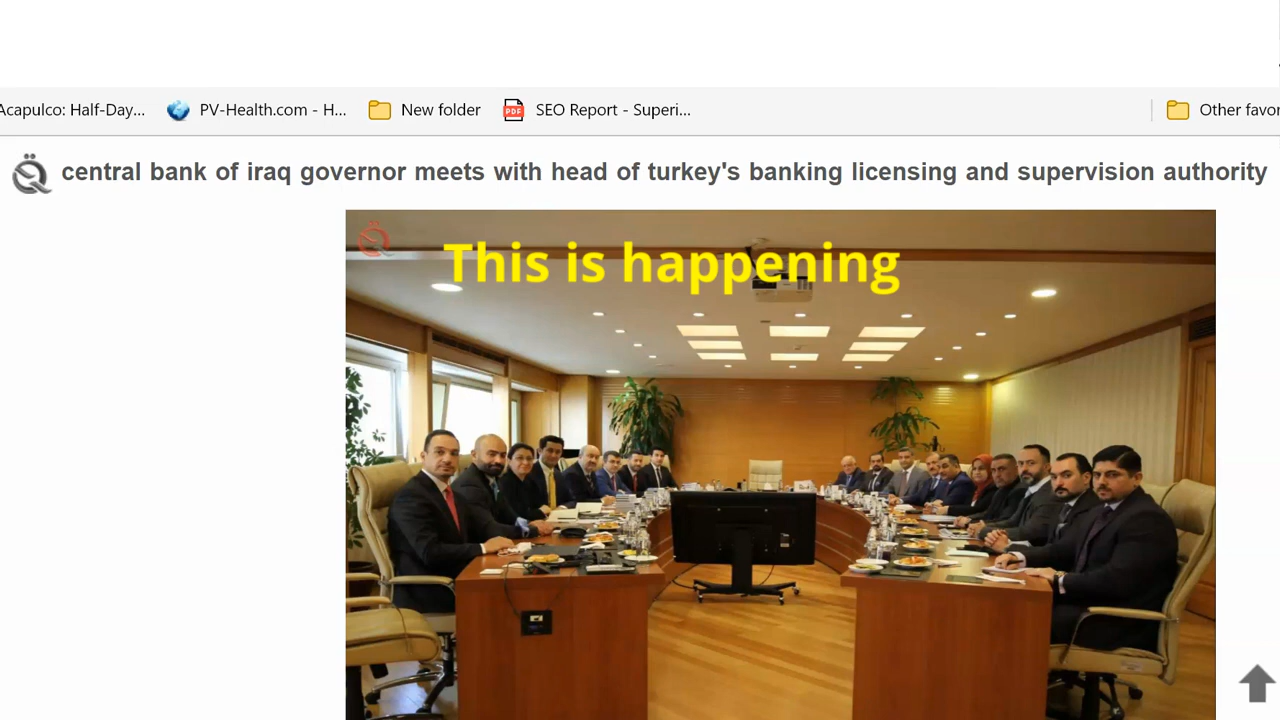 Acapulco: Half-Day... PV-Health.com - H... New folder PDF SEO Report - Superi... Other favor
central bank of iraq governor meets with head of turkey's banking licensing and supervision authority
This is happening